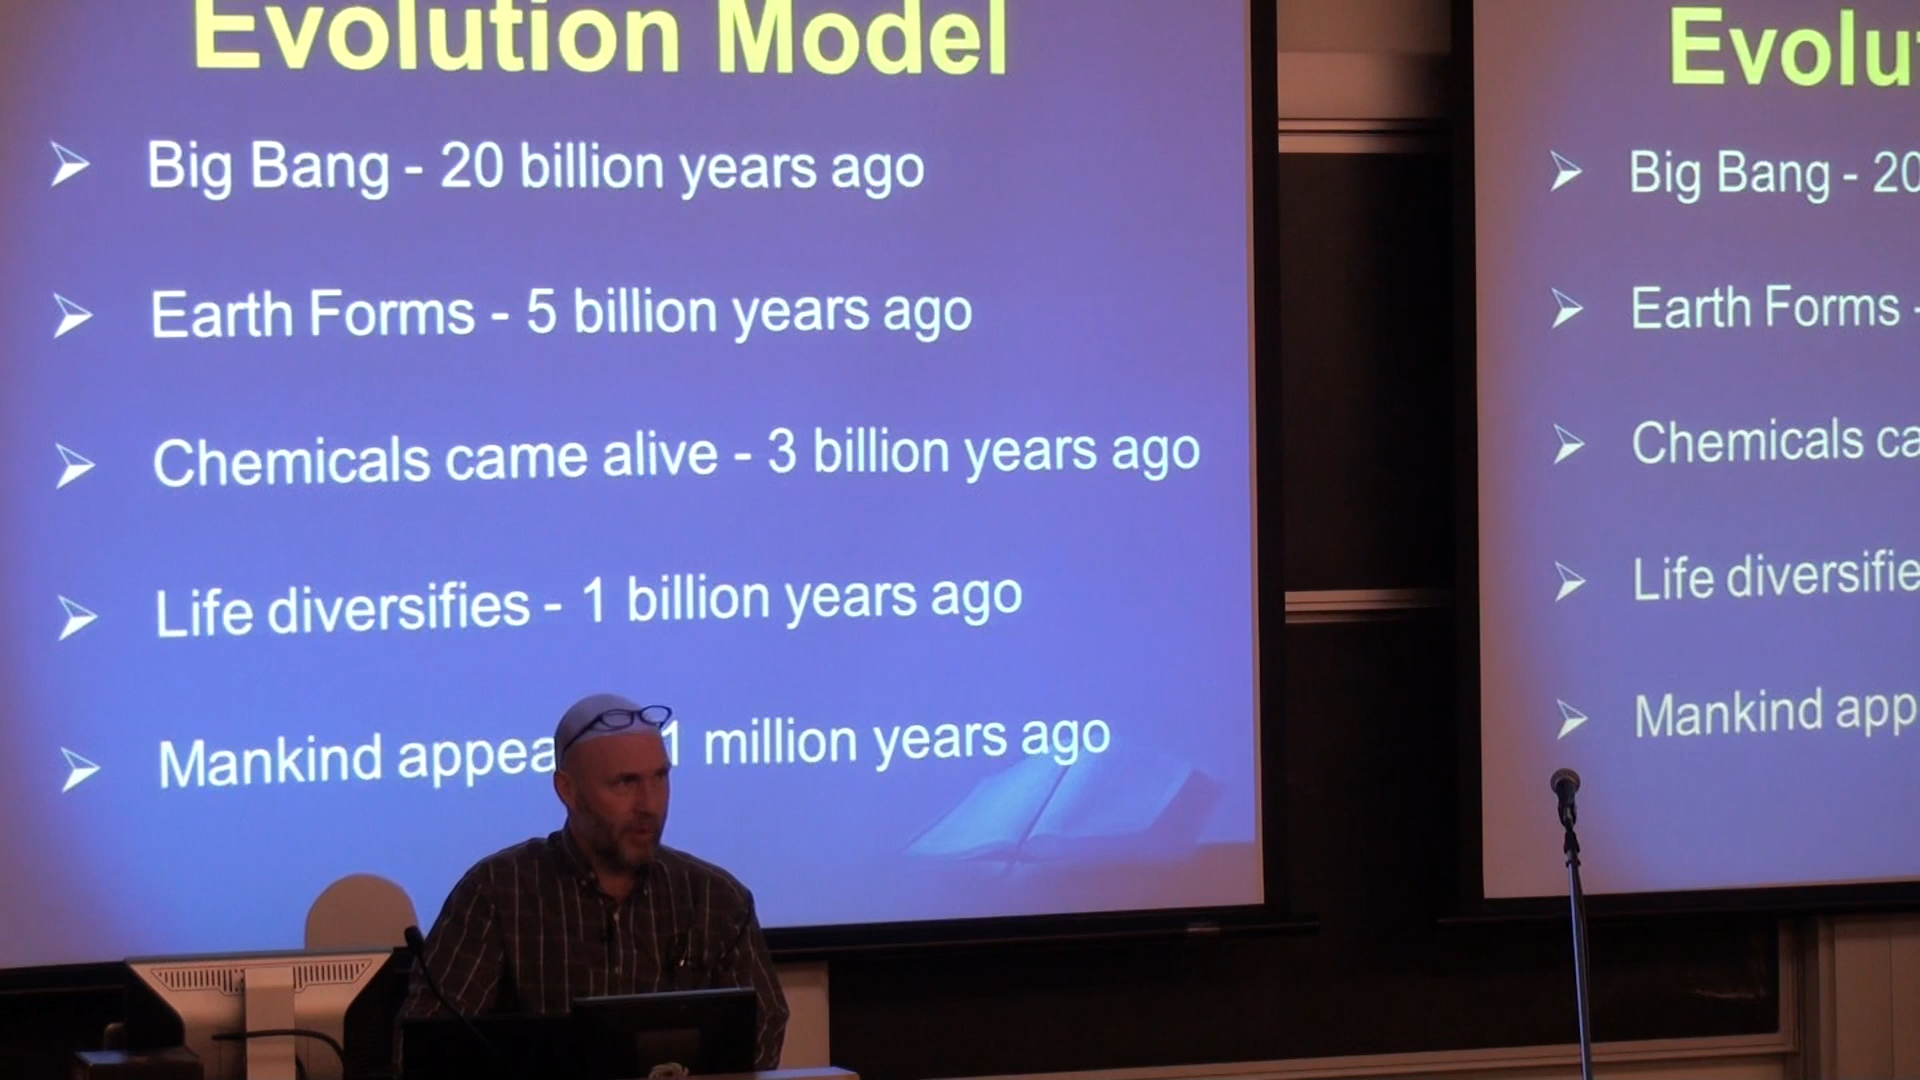 Evolution Model
Big Bang - 20 billion years ago
Earth Forms - 5 billion years ago
Chemicals came alive - 3 billion years ago
Life diversifies - 1 billion years ago
Mankind appea 1 million years ago
Evolu
Big Bang - 20
Earth Forms -
Chemicals ca
Life diversifie
Mankind app